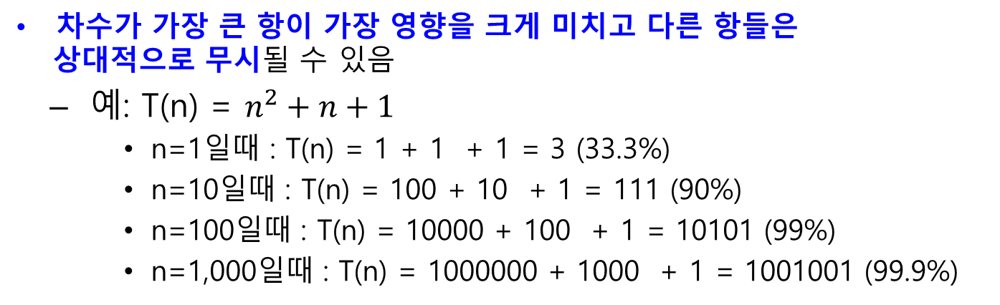 • 차수가 가장 큰 항이 가장 영향을 크게 미치고 다른 항들은
상대적으로 무시될 수 있음
– 예: T(n) = n² + n + 1
• n=1일때 : T(n) = 1 + 1 + 1 = 3 (33.3%)
• n=10일때 : T(n) = 100 + 10 + 1 = 111 (90%)
• n=100일때 : T(n) = 10000 + 100 + 1 = 10101 (99%)
• n=1,000일때 : T(n) = 1000000 + 1000 + 1 = 1001001 (99.9%)